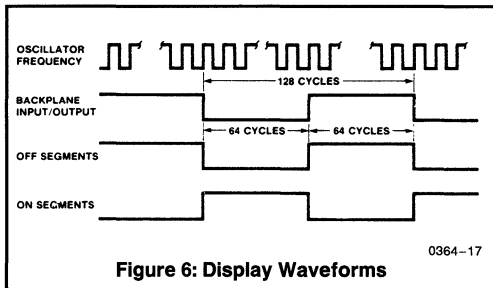 OSCILLATOR
FREQUENCY
128 CYCLES
BACKPLANE
INPUT/OUTPUT
64 CYCLES
64 CYCLES
OFF SEGMENTS
ON SEGMENTS
0364–17
Figure 6: Display Waveforms